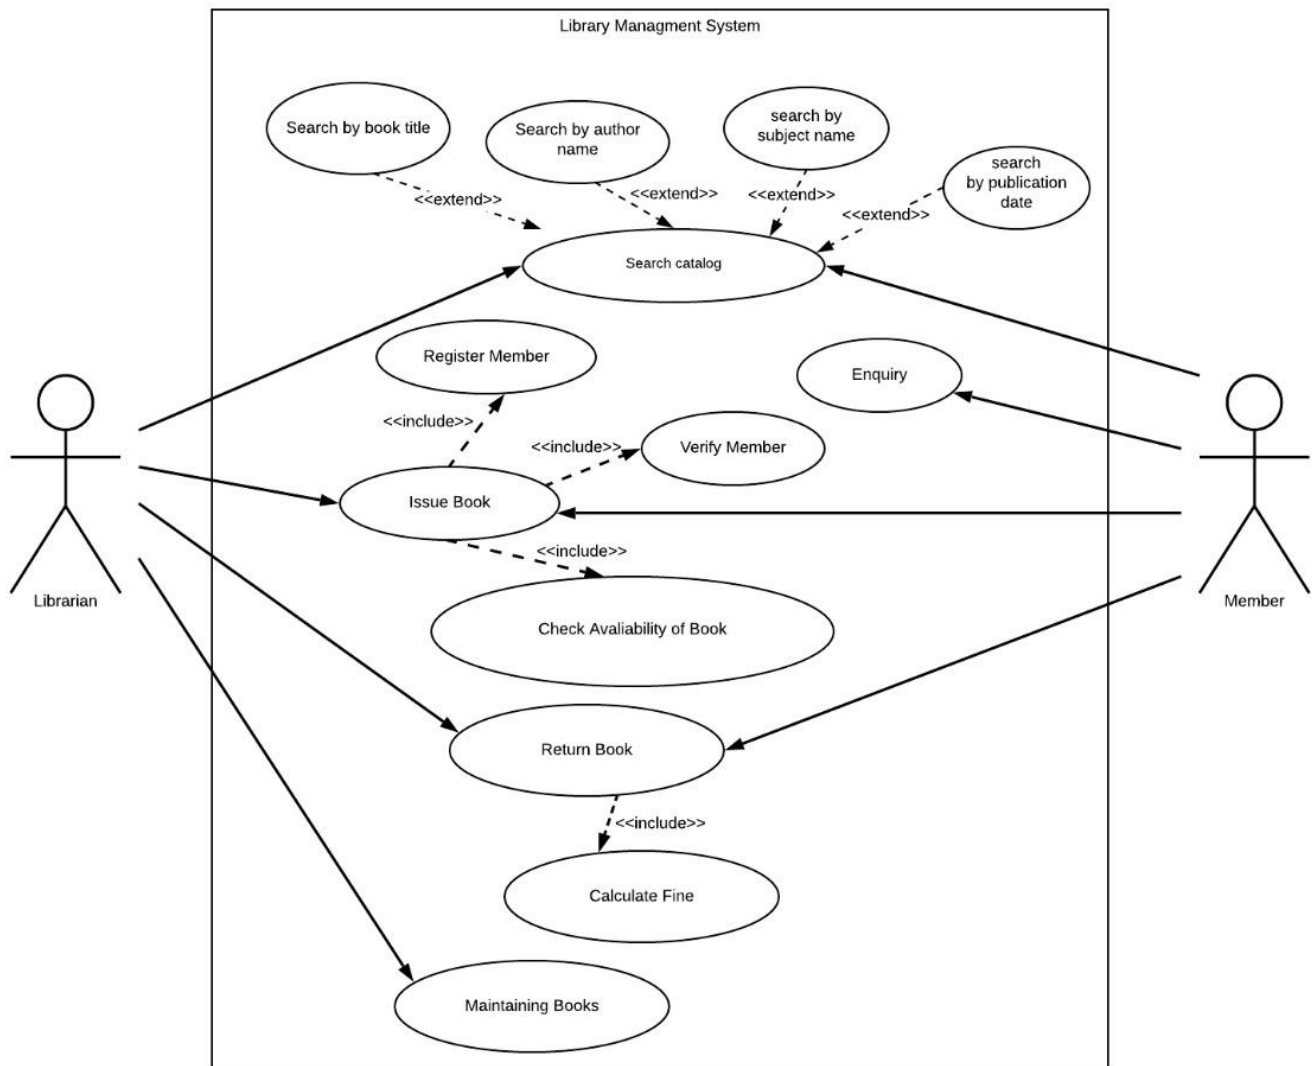 Library Managment System
Search by book title
Search by author
name
search by
subject name
search
by publication
date
<<extend>>
<<extend>>
<<extend>>
<<extend>>
Search catalog
Register Member
Enquiry
<<include>>
<<include>>
Verify Member
Issue Book
<<include>>
Librarian
Member
Check Avaliability of Book
Return Book
<<include>>
Calculate Fine
Maintaining Books